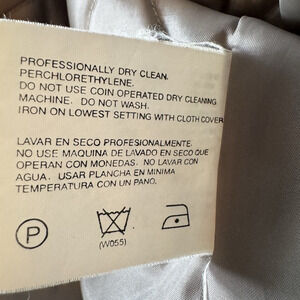 PROFESSIONALLY DRY CLEAN.
PERCHLORETHYLENE.
DO NOT USE COIN OPERATED DRY CLEANING
MACHINE. DO NOT WASH.
IRON ON LOWEST SETTING WITH CLOTH COVER
LAVAR EN SECO PROFESIONALMENTE.
NO USE MAQUINA DE LAVADO EN SECO QUE
OPERAN CON MONEDAS. NO LAVAR CON
AGUA. USAR PLANCHA EN MINIMA
TEMPERATURA CON UN PANO.
P
(W055)